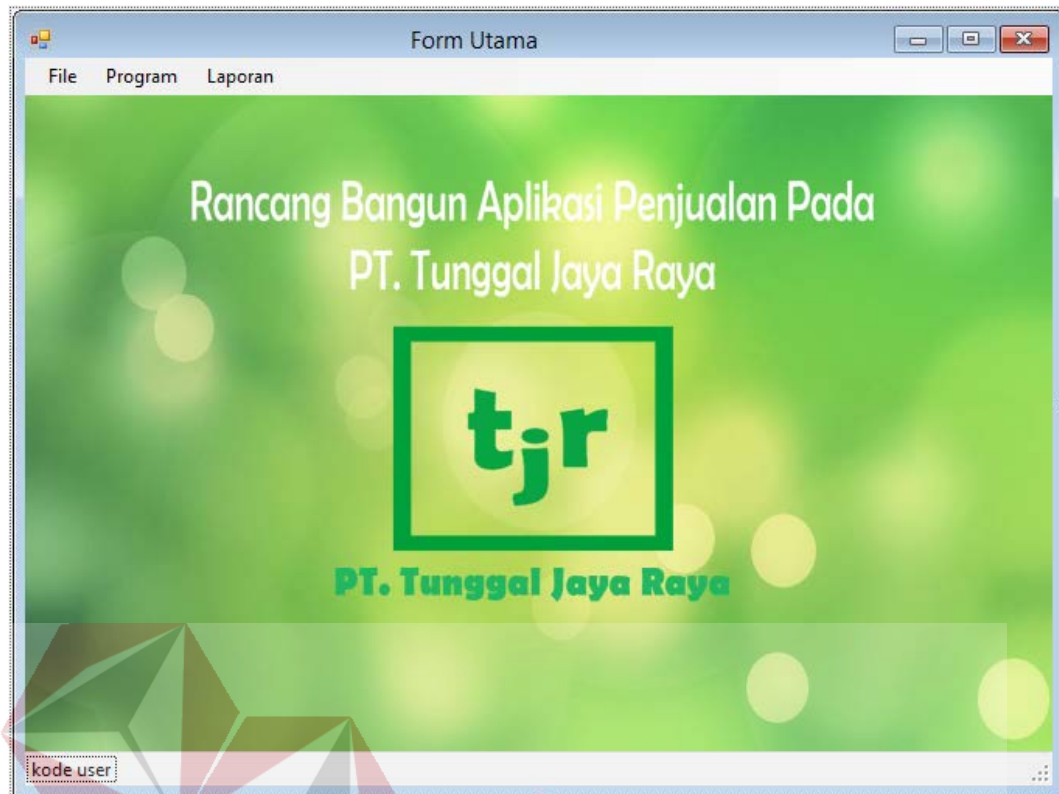 Form Utama
File Program Laporan
Rancang Bangun Aplikasi Penjualan Pada
PT. Tunggal Jaya Raya
tjr
PT. Tunggal Jaya Raya
kode user